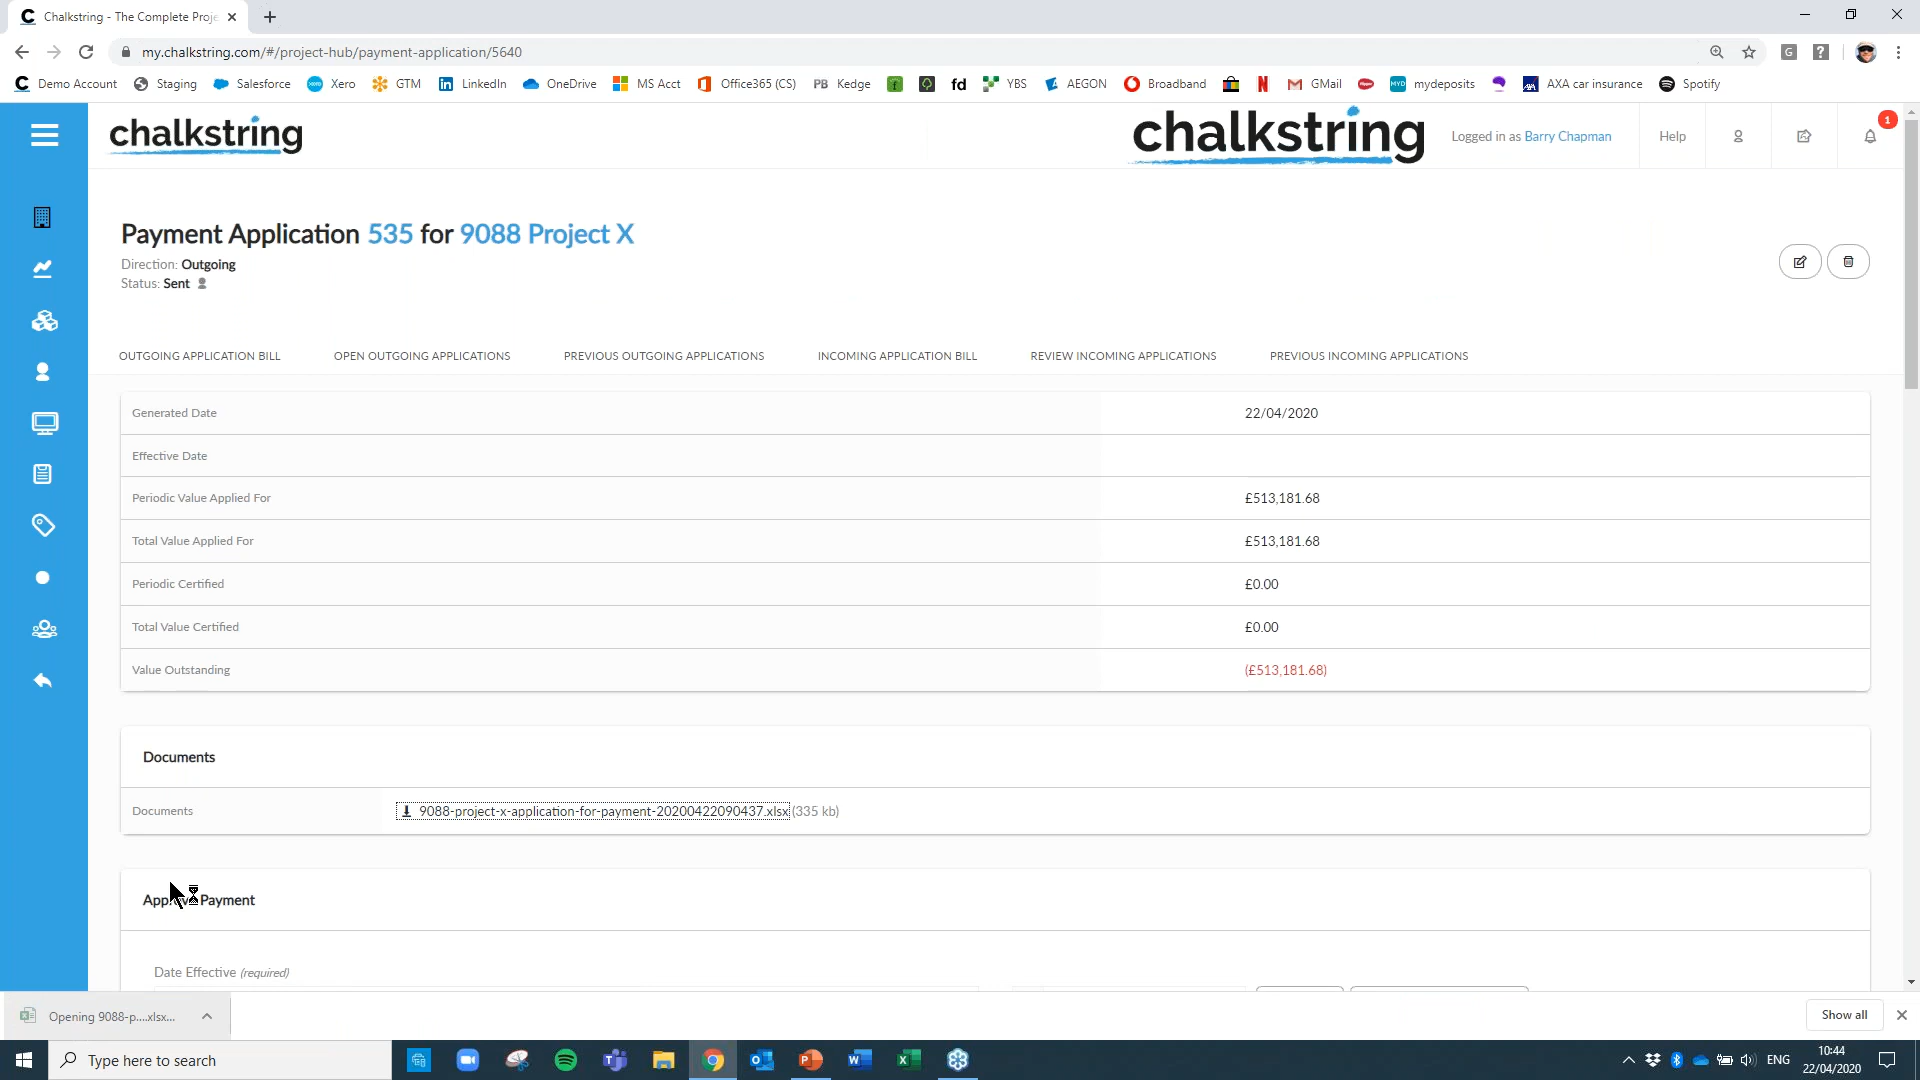 Chalkstring - The Complete Proje
my.chalkstring.com/#/project-hub/payment-application/5640
Demo Account
Staging
Salesforce
Xero
GTM
LinkedIn
OneDrive
MS Acct
Office365 (CS)
PB Kedge
fd
YBS
AEGON
Broadband
GMail
MYD mydeposits
AXA car insurance
Spotify
chalkstring
chalkstring
Logged in as Barry Chapman
Help
1
Payment Application 535 for 9088 Project X
Direction: Outgoing
Status: Sent
OUTGOING APPLICATION BILL
OPEN OUTGOING APPLICATIONS
PREVIOUS OUTGOING APPLICATIONS
INCOMING APPLICATION BILL
REVIEW INCOMING APPLICATIONS
PREVIOUS INCOMING APPLICATIONS
Generated Date 22/04/2020
Effective Date
Periodic Value Applied For £513,181.68
Total Value Applied For £513,181.68
Periodic Certified £0.00
Total Value Certified £0.00
Value Outstanding (£513,181.68)
Documents
Documents 9088-project-x-application-for-payment-20200422090437.xlsx (335 kb)
Approve Payment
Date Effective (required)
Opening 9088-p....xlsx...
Show all
Type here to search
ENG
10:44
22/04/2020